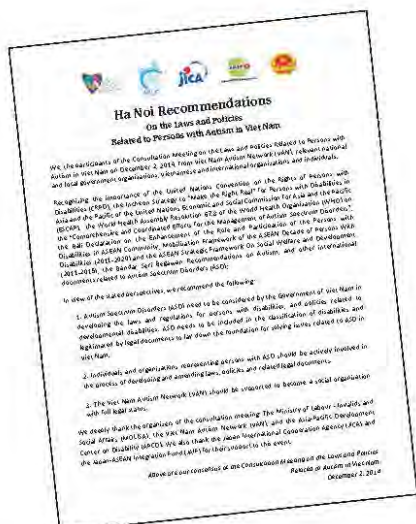 jICA
Ha Noi Recommendations
On the Laws and Policies
Related to Persons with Autism in Viet Nam
We, the participants of the Consultation Meeting on the Laws and Policies Related to Persons with
Autism in Viet Nam on December 2, 2014, from Viet Nam Autism Network (VAN), relevant national
and local government organizations, Vietnamese and international organizations and individuals,
Recognizing the importance of the United Nations Convention on the Rights of Persons with
Disabilities (CRPD), the Incheon Strategy to "Make the Right Real" for Persons with Disabilities in
Asia and the Pacific of the United Nations Economic and Social Commission for Asia and the Pacific
(ESCAP), the World Health Assembly Resolution 67.8 of the World Health Organization (WHO) on
the "Comprehensive and Coordinated Efforts for the Management of Autism Spectrum Disorders,"
the Bali Declaration on the Enhancement of the Role and Participation of the Persons with
Disabilities in ASEAN Community, Mobilisation Framework of the ASEAN Decade of Persons With
Disabilities (2011-2020) and the ASEAN Strategic Framework On Social Welfare and Development
(2011-2015), the Bandar Seri Begawan Recommendations on Autism, and other international
documents related to Autism Spectrum Disorders (ASD);
In view of the stated perspectives, we recommend the following:
1. Autism Spectrum Disorders (ASD) need to be considered by the Government of Viet Nam in
developing the laws and regulations for persons with disabilities, and policies related to
developmental disabilities. ASD needs to be included in the classification of disabilities and
legitimated by legal documents to lay down the foundation for solving issues related to ASD in
Viet Nam.
2. Individuals and organizations representing persons with ASD should be actively involved in
the process of developing and amending laws, policies and related legal documents.
3. The Viet Nam Autism Network (VAN) should be supported to become a social organisation
with full legal status.
We deeply thank the organizers of the consultation meeting: The Ministry of Labour - Invalids and
Social Affairs (MOLISA), the Viet Nam Autism Network (VAN), and the Asia-Pacific Development
Center on Disability (APCD). We also thank the Japan International Cooperation Agency (JICA) and
the Japan-ASEAN Integration Fund (JAIF) for their support to the event.
Above are our consensus at the Consultation Meeting on the Laws and Policies
Related to Autism in Viet Nam
December 2, 2014